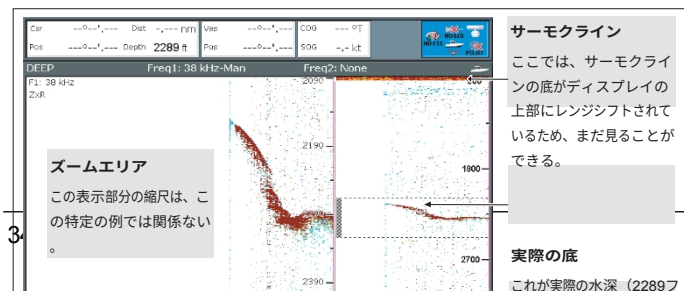 Csr --- o --'.--- Dist -.--- nm Ves --- o --'.--- COG --- °T
Pos --- o --'.--- Depth 2289 ft Pos --- o --'.--- SOG -.- kt
DEEP Freq1: 38 kHz-Man Freq2: None
F1: 38 kHz
ZxR
2090
2190
2390
900
1800
2700
ズームエリア
この表示部分の縮尺は、こ
の特定の例では関係ない
。
サーモクライン
ここでは、サーモクライ
ンの底がディスプレイの
上部にレンジシフトされて
いるため、まだ見ることが
できる。
実際の底
これが実際の水深（2289フ